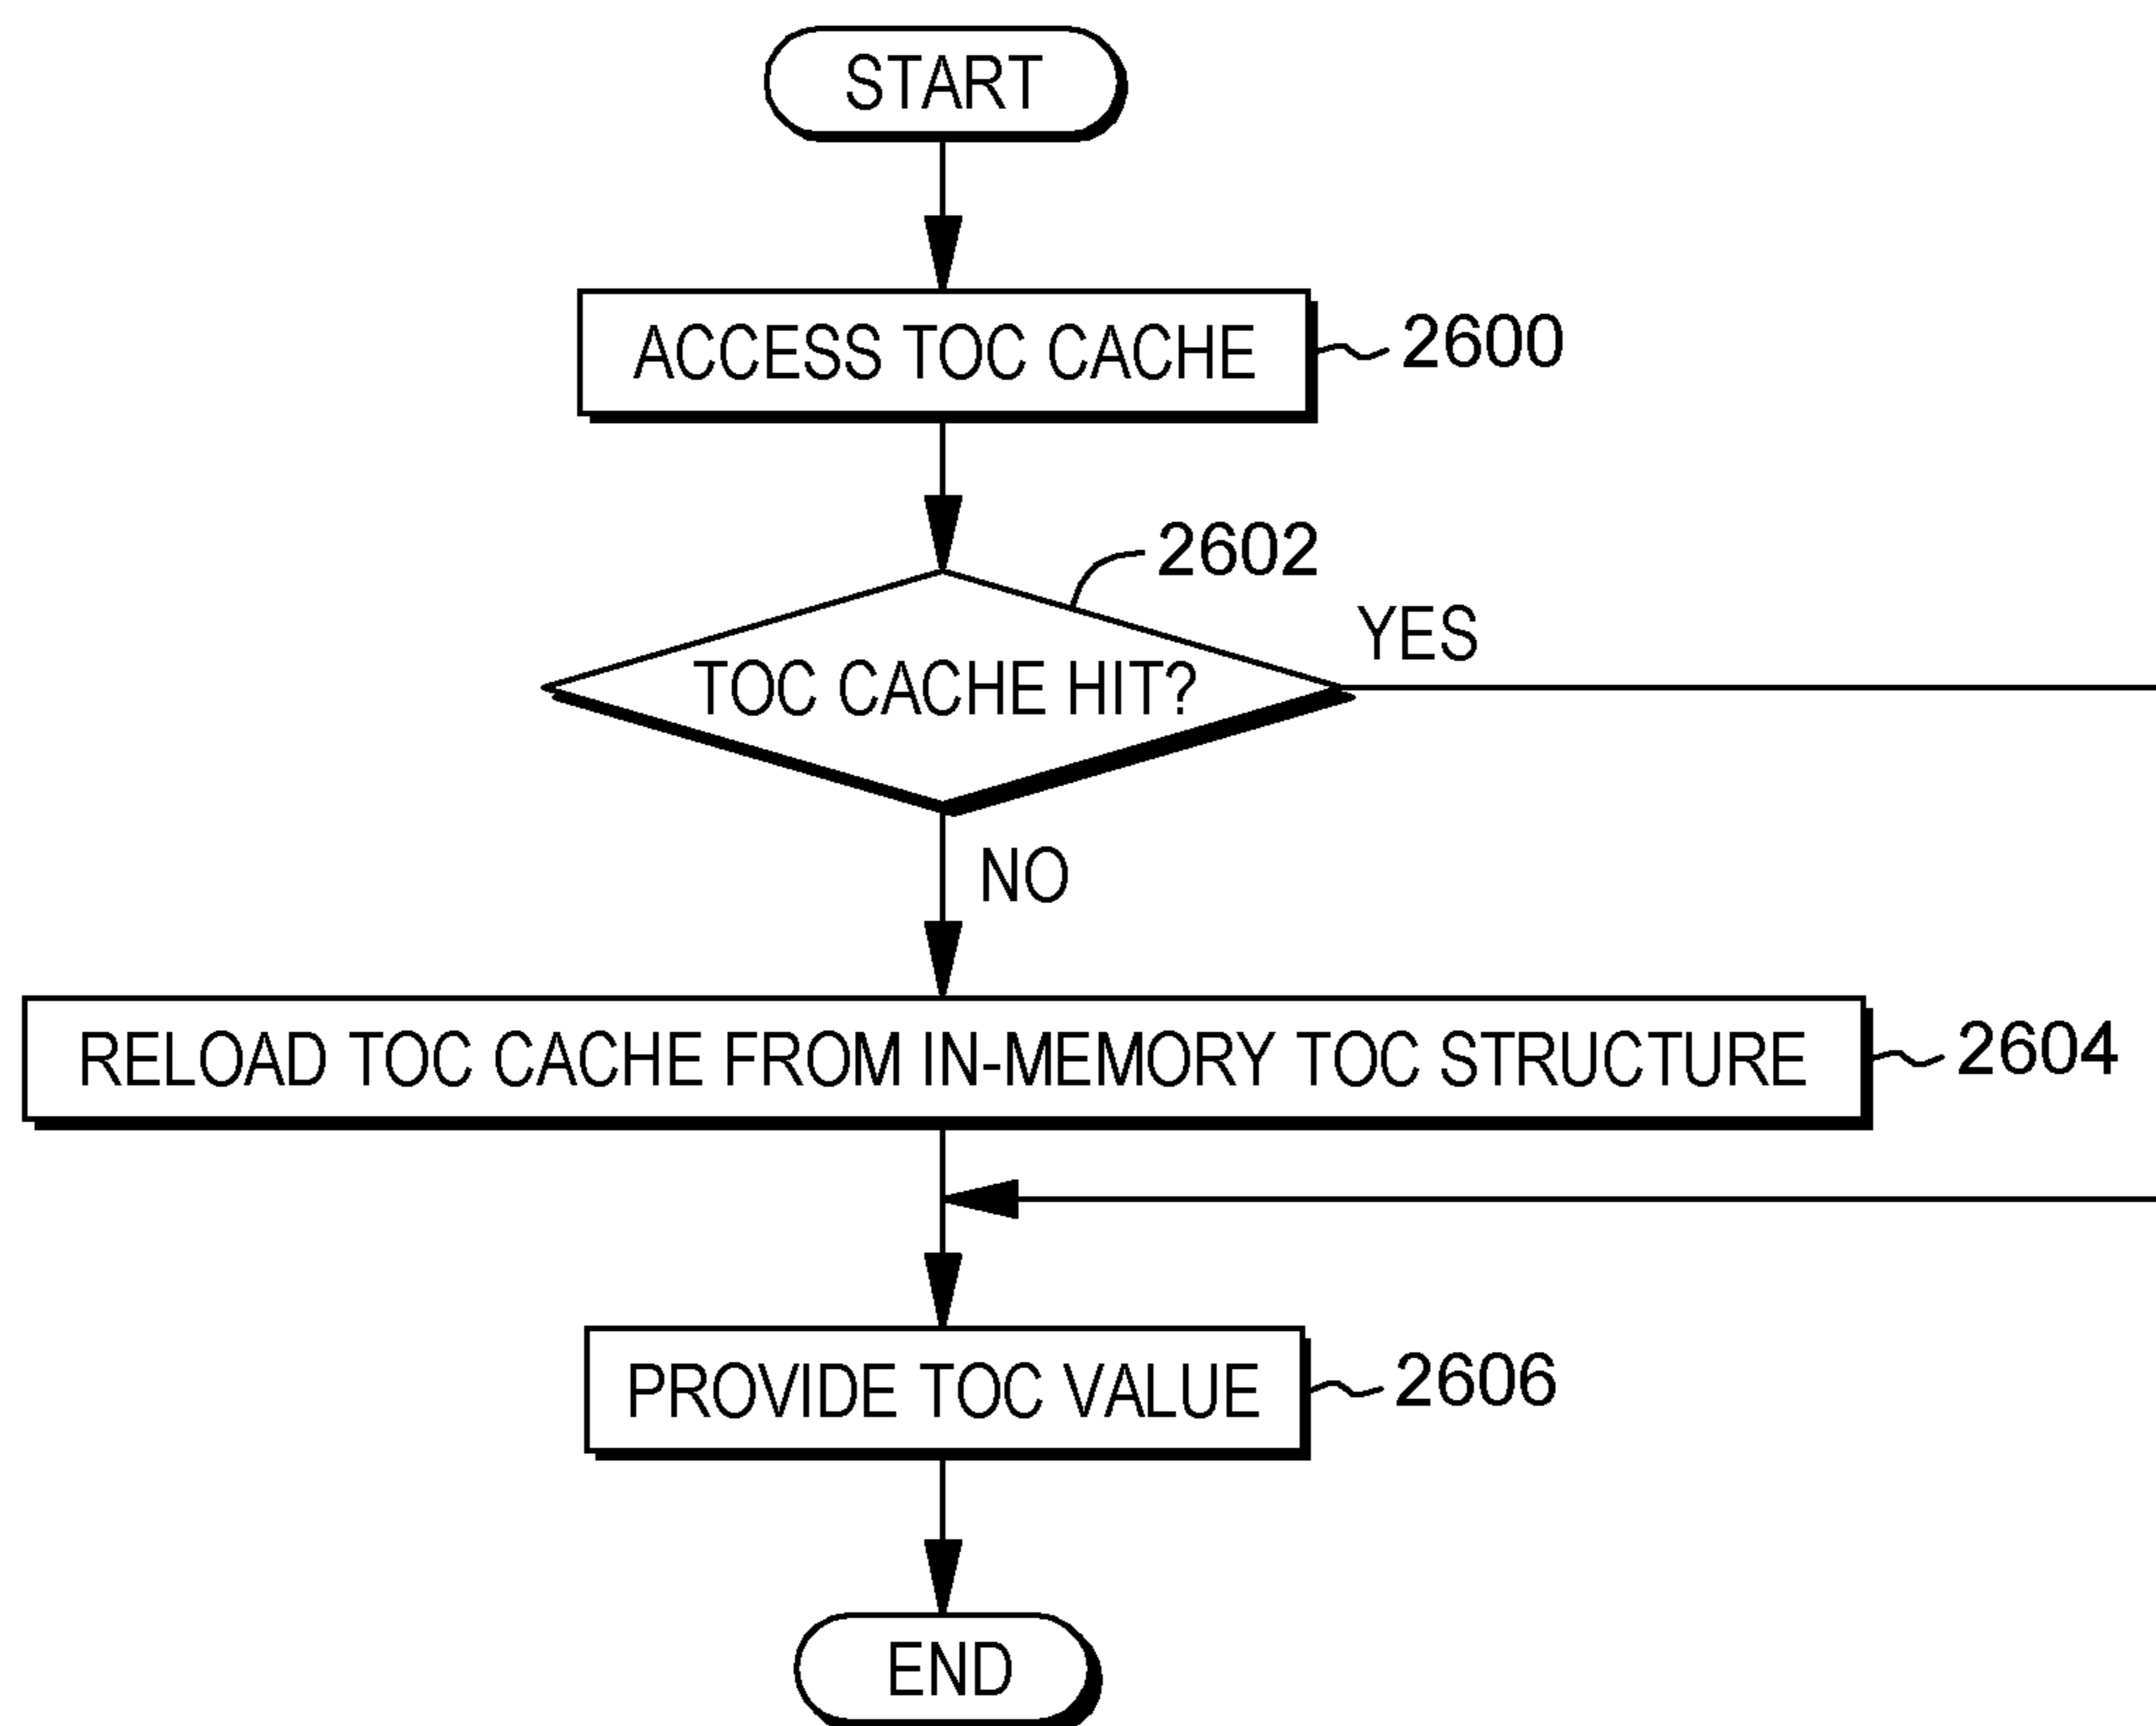 START
ACCESS TOC CACHE
2600
2602
TOC CACHE HIT?
YES
NO
RELOAD TOC CACHE FROM IN-MEMORY TOC STRUCTURE
2604
PROVIDE TOC VALUE
2606
END